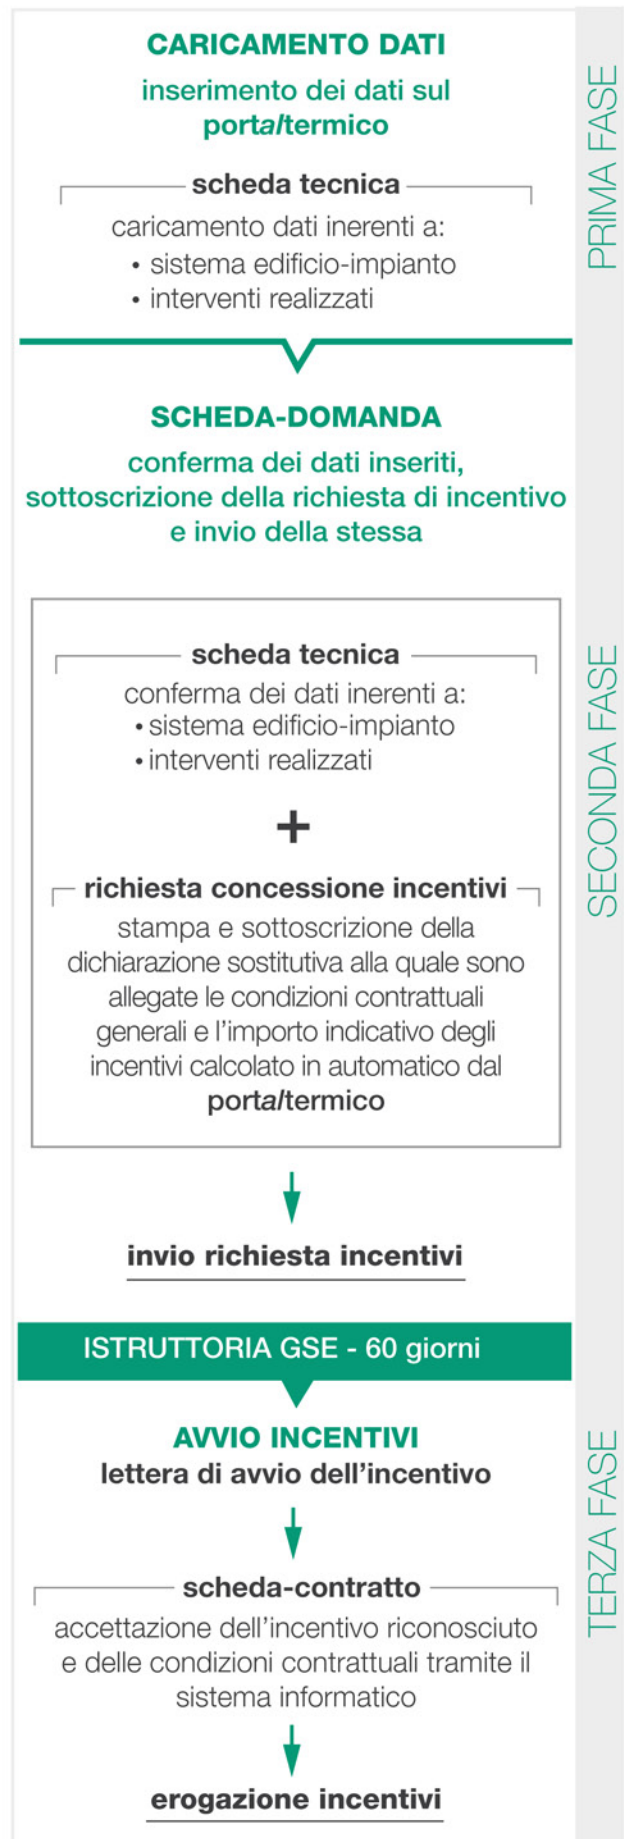 CARICAMENTO DATI
inserimento dei dati sul
portaltermico
scheda tecnica
caricamento dati inerenti a:
• sistema edificio-impianto
• interventi realizzati
PRIMA FASE
SCHEDA-DOMANDA
conferma dei dati inseriti,
sottoscrizione della richiesta di incentivo
e invio della stessa
scheda tecnica
conferma dei dati inerenti a:
• sistema edificio-impianto
• interventi realizzati
+
richiesta concessione incentivi
stampa e sottoscrizione della
dichiarazione sostitutiva alla quale sono
allegate le condizioni contrattuali
generali e l'importo indicativo degli
incentivi calcolato in automatico dal
portaltermico
invio richiesta incentivi
SECONDA FASE
ISTRUTTORIA GSE - 60 giorni
AVVIO INCENTIVI
lettera di avvio dell'incentivo
scheda-contratto
accettazione dell'incentivo riconosciuto
e delle condizioni contrattuali tramite il
sistema informatico
erogazione incentivi
TERZA FASE